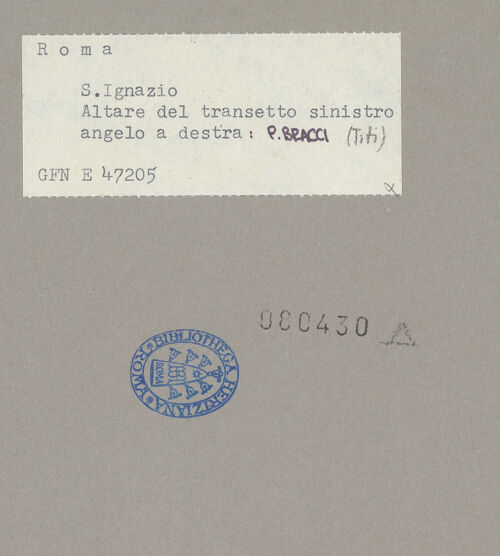 Roma
S.Ignazio
Altare del transetto sinistro
angelo a destra: P. BRACCI (Titi)
GFN E 47205
080430
BIBLIOTHECA HERTZIANA ROMA
ROMA